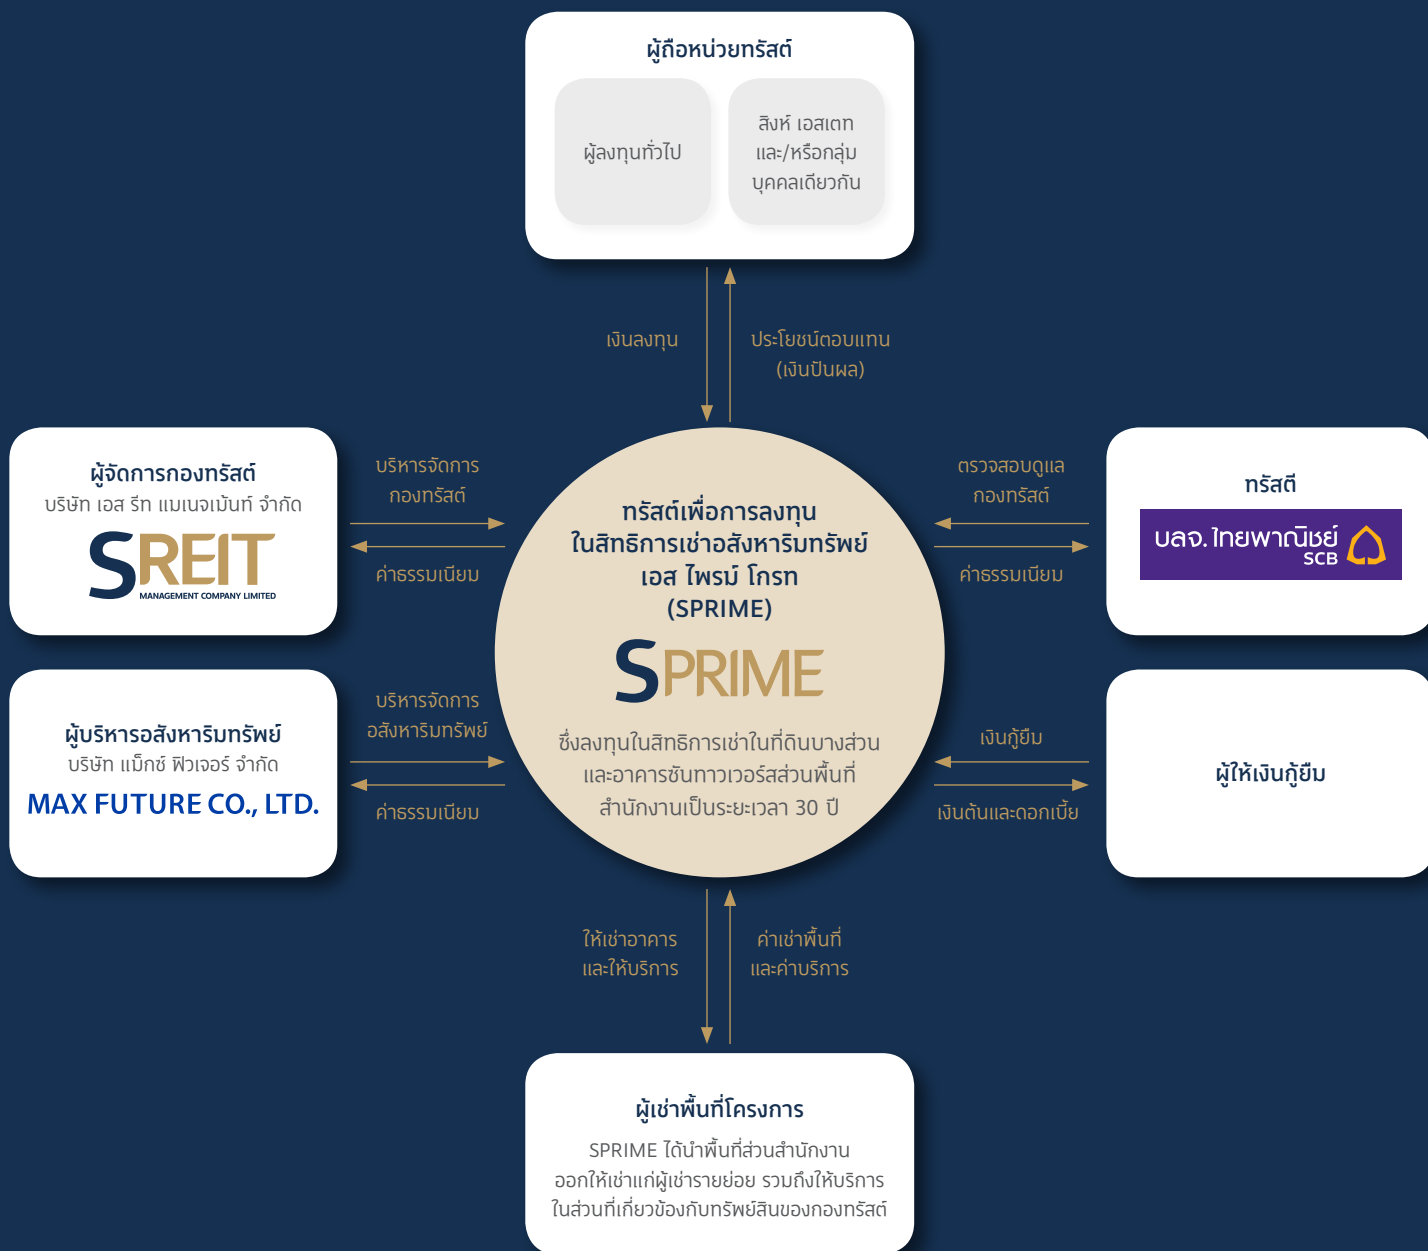 ผู้ถือหน่วยทรัสต์
ผู้ลงทุนทั่วไป
สิงห์ เอสเตท
และ/หรือกลุ่ม
บุคคลเดียวกัน
เงินลงทุน
ประโยชน์ตอบแทน
(เงินปันผล)
ผู้จัดการกองทรัสต์
บริษัท เอส รีท แมเนจเม้นท์ จำกัด
SREIT
MANAGEMENT COMPANY LIMITED
บริหารจัดการ
กองทรัสต์
ค่าธรรมเนียม
ทรัสต์เพื่อการลงทุน
ในสิทธิการเช่าอสังหาริมทรัพย์
เอส ไพรม์ โกรท
(SPRIME)
SPRIME
ซึ่งลงทุนในสิทธิการเช่าในที่ดินบางส่วน
และอาคารซันทาวเวอร์สส่วนพื้นที่
สำนักงานเป็นระยะเวลา 30 ปี
ตรวจสอบดูแล
กองทรัสต์
ค่าธรรมเนียม
ทรัสตี
บลจ. ไทยพาณิชย์
SCB
ผู้บริหารอสังหาริมทรัพย์
บริษัท แม็กซ์ ฟิวเจอร์ จำกัด
MAX FUTURE CO., LTD.
บริหารจัดการ
อสังหาริมทรัพย์
ค่าธรรมเนียม
เงินกู้ยืม
เงินต้นและดอกเบี้ย
ผู้ให้เงินกู้ยืม
ให้เช่าอาคาร
และให้บริการ
ค่าเช่าพื้นที่
และค่าบริการ
ผู้เช่าพื้นที่โครงการ
SPRIME ได้นำพื้นที่ส่วนสำนักงาน
ออกให้เช่าแก่ผู้เช่ารายย่อย รวมถึงให้บริการ
ในส่วนที่เกี่ยวข้องกับทรัพย์สินของกองทรัสต์